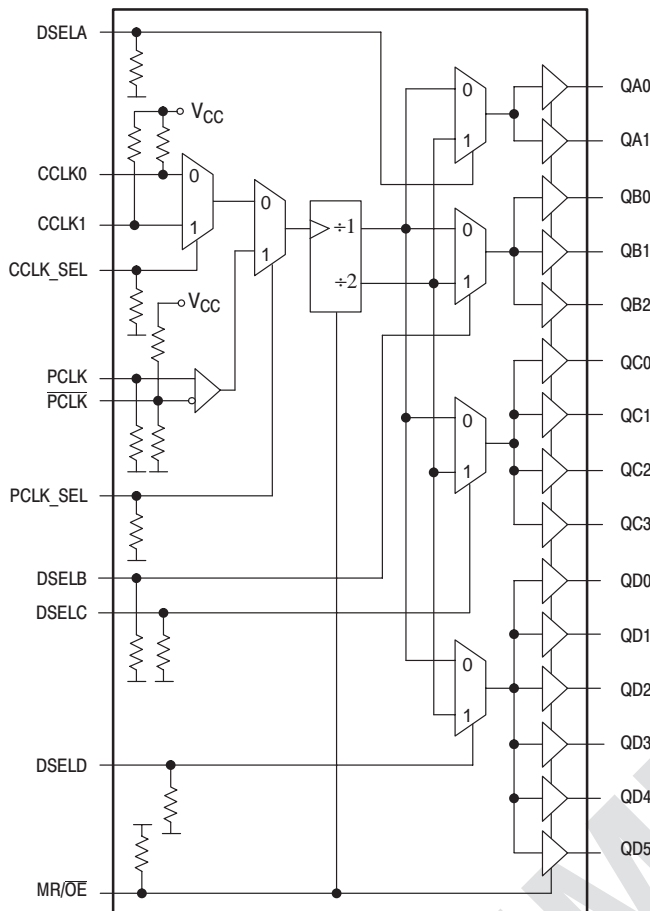 DSELA
VCC
CCLK0
CCLK1
CCLK_SEL
VCC
PCLK
PCLK
PCLK_SEL
DSELB
DSELC
DSELD
MR/OE
0
1
0
1
÷1
÷2
0
1
0
1
0
1
0
1
QA0
QA1
QB0
QB1
QB2
QC0
QC1
QC2
QC3
QD0
QD1
QD2
QD3
QD4
QD5